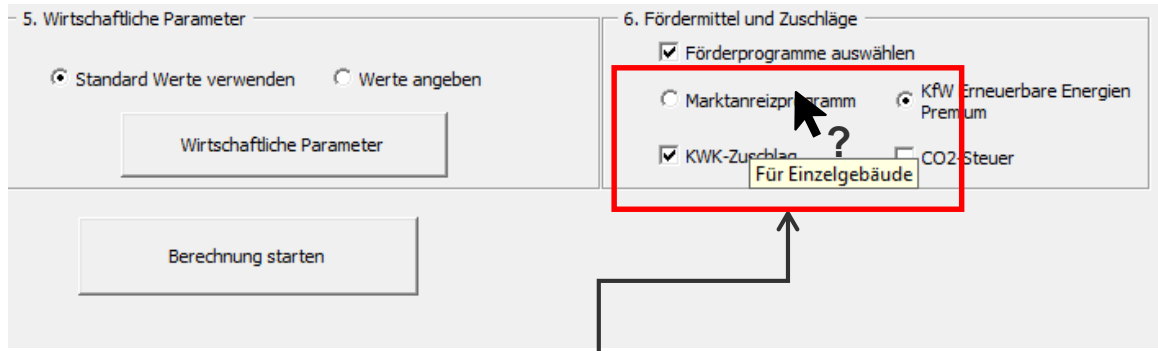 5. Wirtschaftliche Parameter
Standard Werte verwenden
Werte angeben
Wirtschaftliche Parameter
6. Fördermittel und Zuschläge
Förderprogramme auswählen
Marktanreizprogramm
KfW Erneuerbare Energien
Premium
KWK-Zuschlag
?
CO2-Steuer
Für Einzelgebäude
Berechnung starten